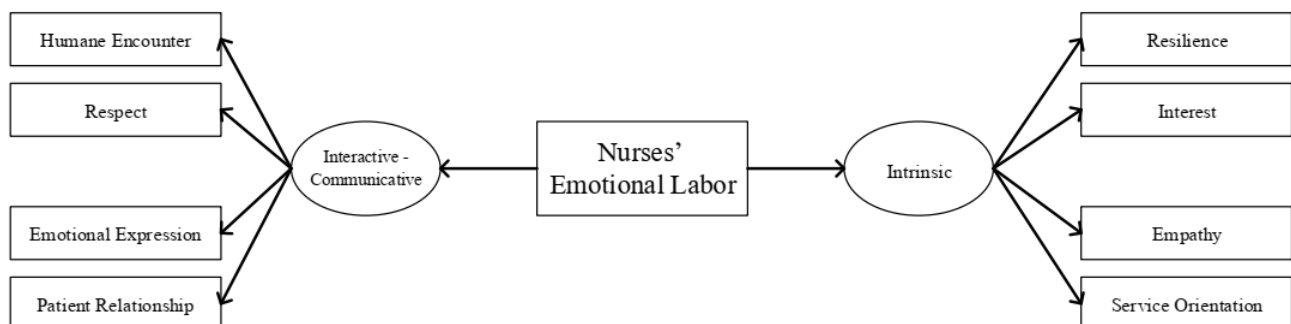 Humane Encounter
Respect
Emotional Expression
Patient Relationship
Interactive -
Communicative
Nurses’
Emotional Labor
Intrinsic
Resilience
Interest
Empathy
Service Orientation